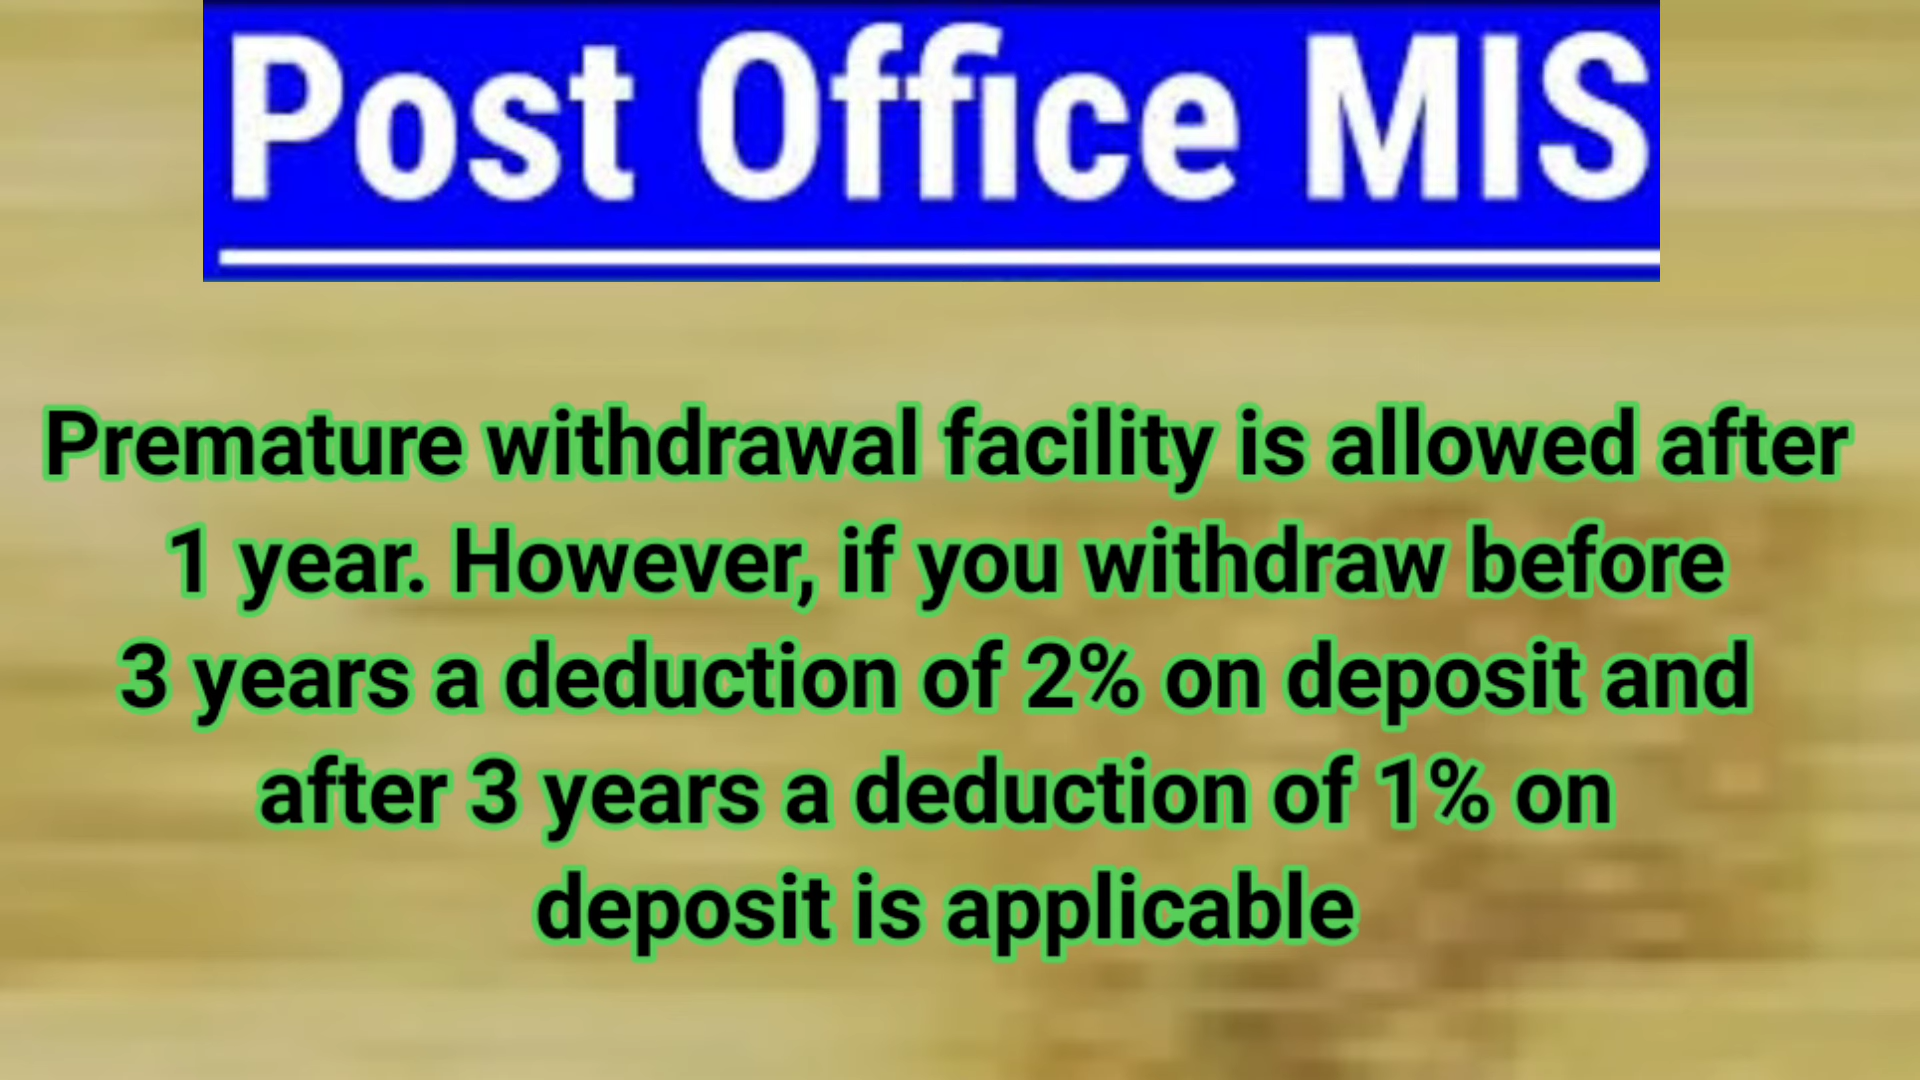 Post Office MIS
Premature withdrawal facility is allowed after
1 year. However, if you withdraw before
3 years a deduction of 2% on deposit and
after 3 years a deduction of 1% on
deposit is applicable